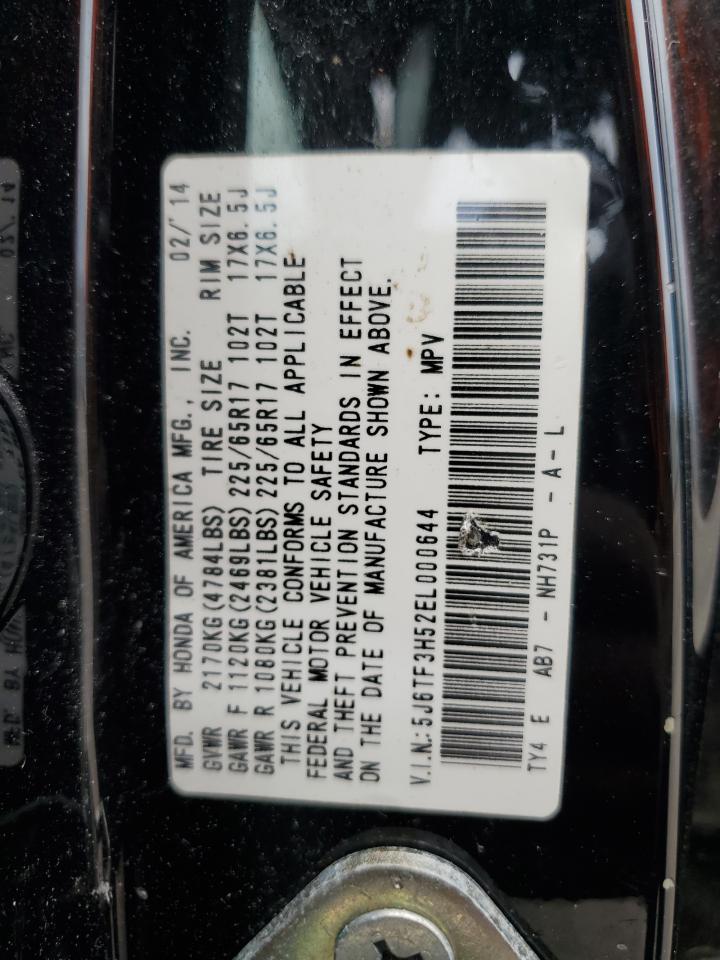 MFD. BY HONDA OF AMERICA MFG., INC. 02/'14
GVWR 2170KG(4784LBS) TIRE SIZE RIM SIZE
GAWR F 1120KG(2469LBS) 225/65R17 102T 17X6.5J
GAWR R 1080KG(2381LBS) 225/65R17 102T 17X6.5J
THIS VEHICLE CONFORMS TO ALL APPLICABLE
FEDERAL MOTOR VEHICLE SAFETY
AND THEFT PREVENTION STANDARDS IN EFFECT
ON THE DATE OF MANUFACTURE SHOWN ABOVE.
V.I.N.: 5J6TF3H52EL000644 TYPE: MPV
TY4 E AB7 - NH731P - A - L